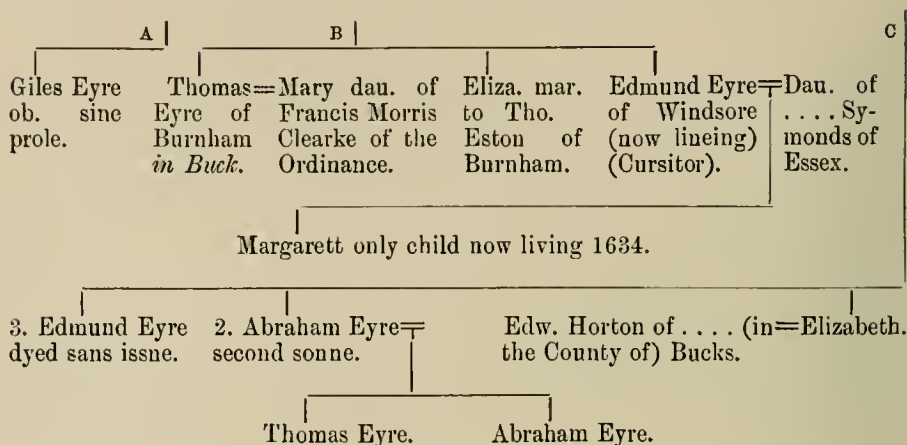 A B C
Giles Eyre
ob. sine
prole.
Thomas=
Eyre of
Burnham
in Buck.
Mary dau. of
Francis Morris
Clearke of the
Ordinance.
Eliza. mar.
to Tho.
Eston of
Burnham.
Edmund Eyre=
of Windsore
(now liueing)
(Cursitor).
Dau. of
. . . . Sy-
monds of
Essex.
Margarett only child now living 1634.
3. Edmund Eyre
dyed sans issue.
2. Abraham Eyre=
second sonne.
Edw. Horton of . . . . (in=Elizabeth.
the County of) Bucks.
Thomas Eyre. Abraham Eyre.